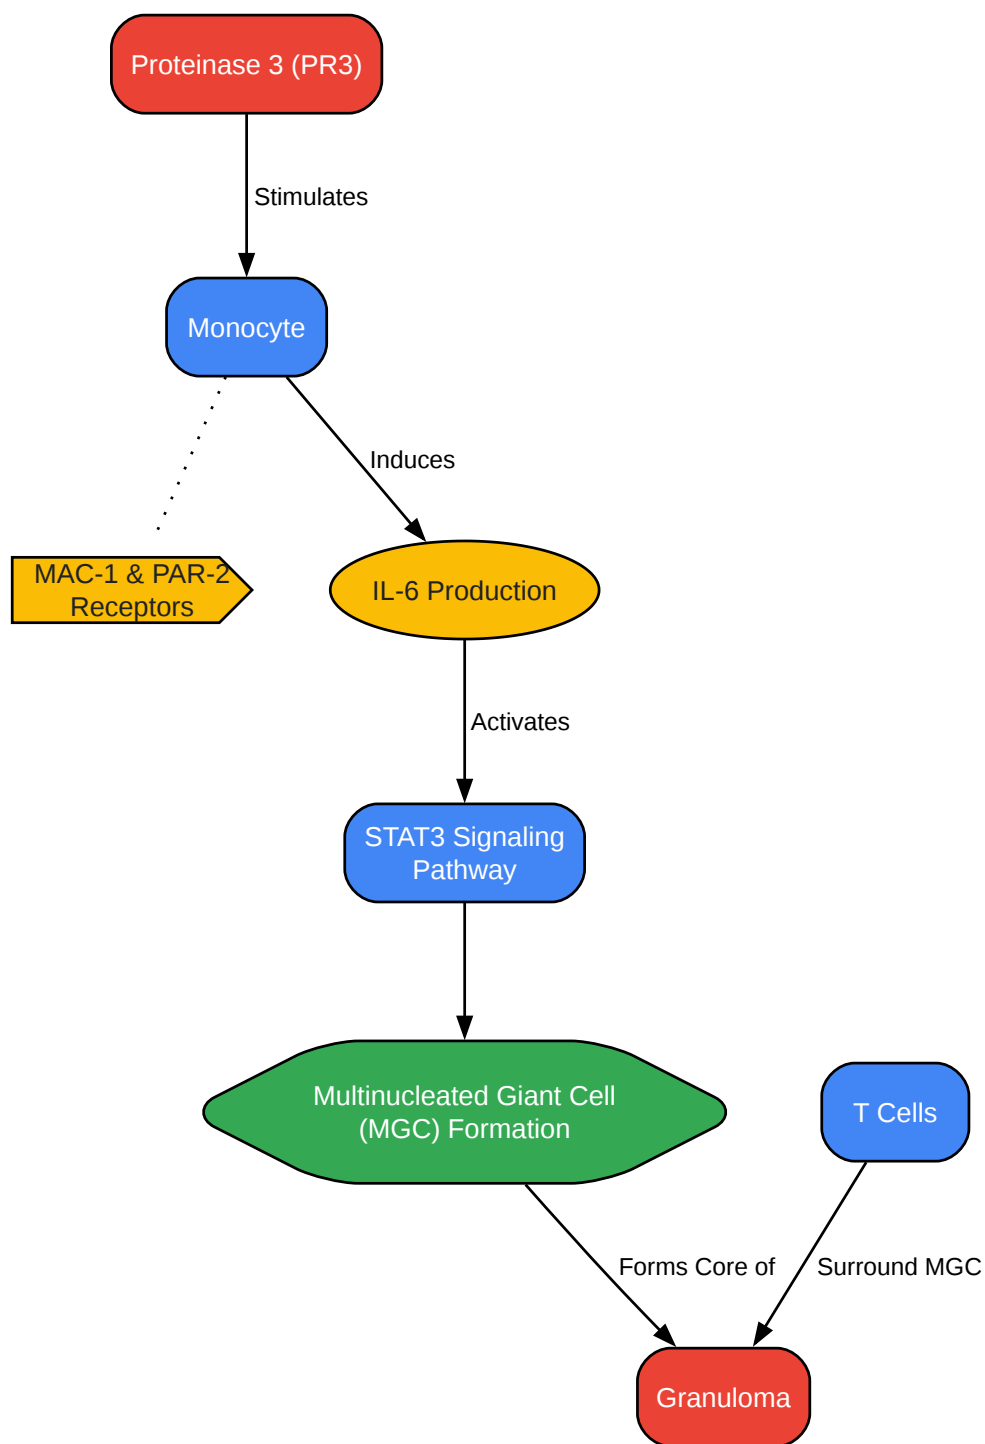 Proteinase 3 (PR3)
Stimulates
Monocyte
Induces
MAC-1 & PAR-2
Receptors
IL-6 Production
Activates
STAT3 Signaling
Pathway
Multinucleated Giant Cell
(MGC) Formation
T Cells
Forms Core of
Surround MGC
Granuloma